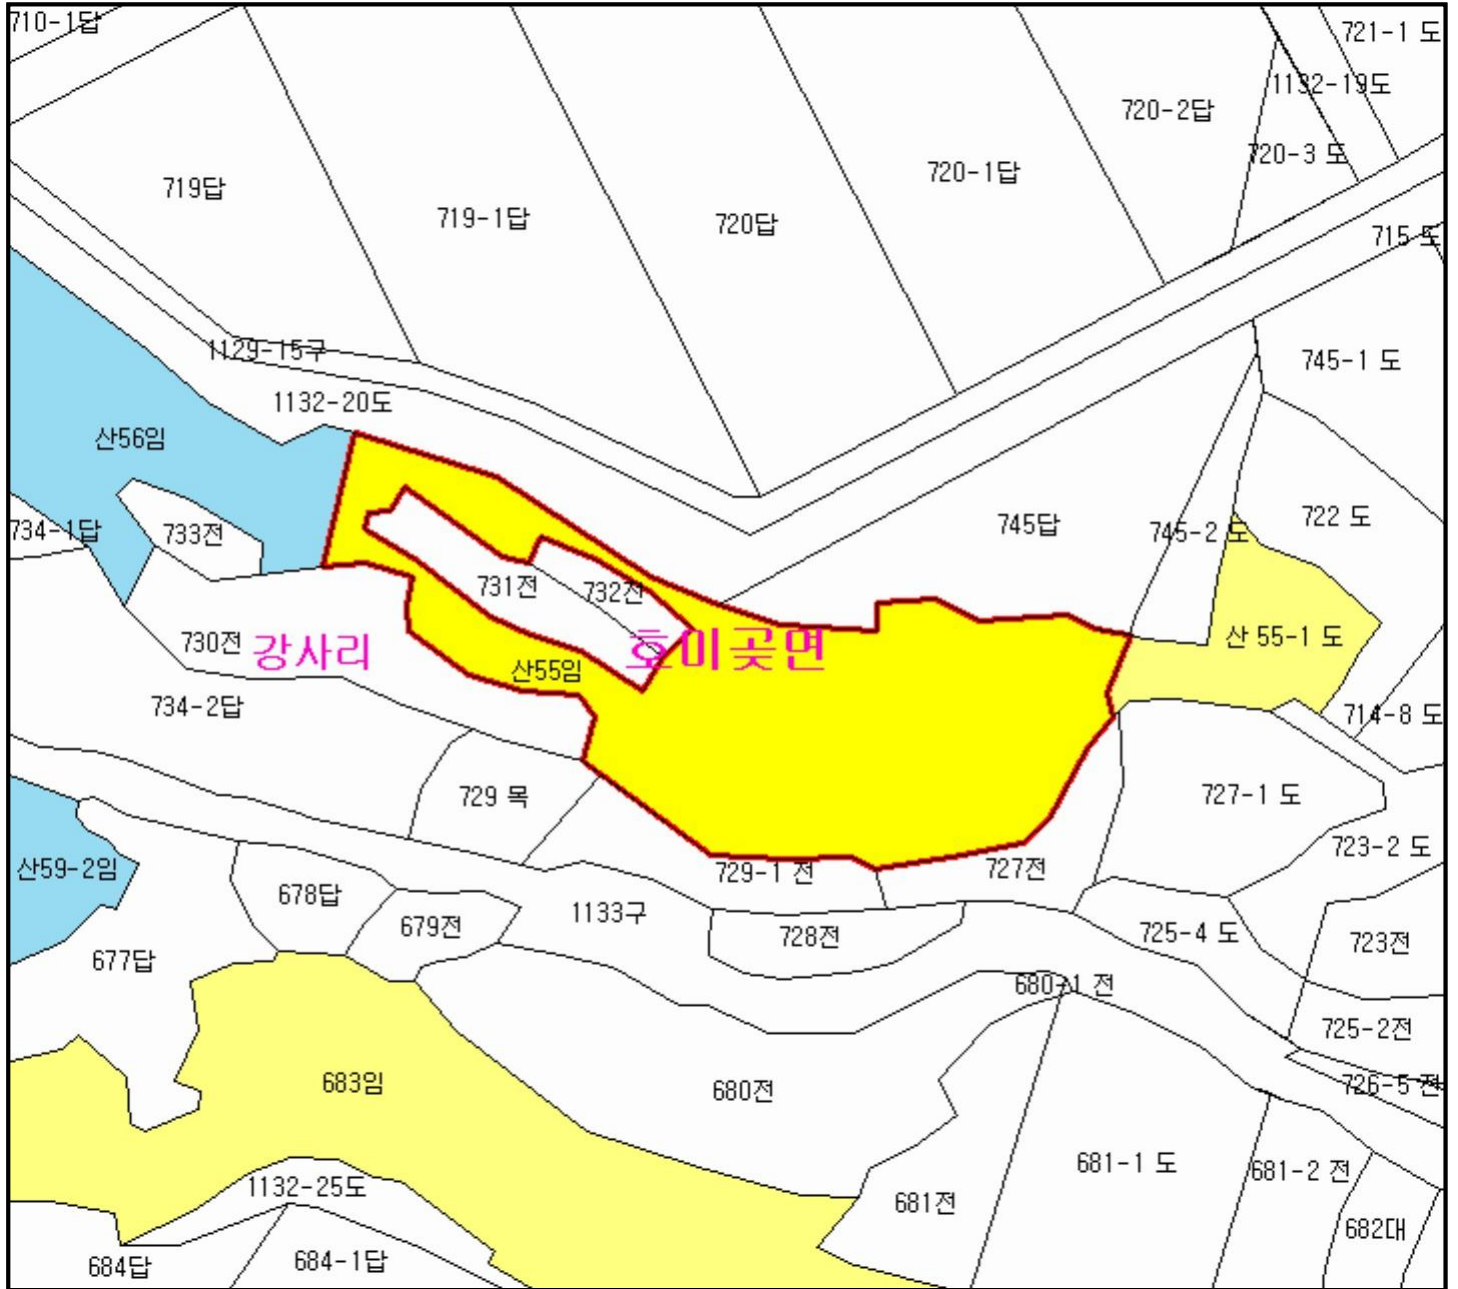 710-1답
721-1 도
1132-19도
720-2답
720-3 도
720-1답
719답
719-1답
720답
715 도
1129-15구
745-1 도
1132-20도
산56임
734-1답
733전
745답
745-2 도
722 도
731전
732전
730전
강사리
호미곶면
산 55-1 도
산55임
734-2답
714-8 도
729 목
727-1 도
723-2 도
산59-2임
729-1 전
727전
678답
679전
1133구
728전
725-4 도
723전
677답
680-1 전
725-2전
683임
680전
726-5 전
681-1 도
681-2 전
1132-25도
681전
682대
684답
684-1답